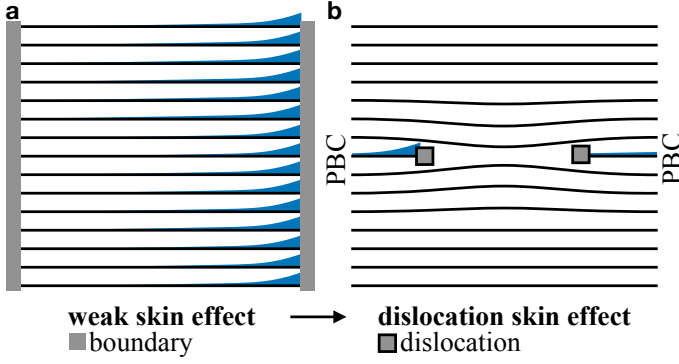 a
b
PBC
PBC
weak skin effect
dislocation skin effect
boundary
dislocation